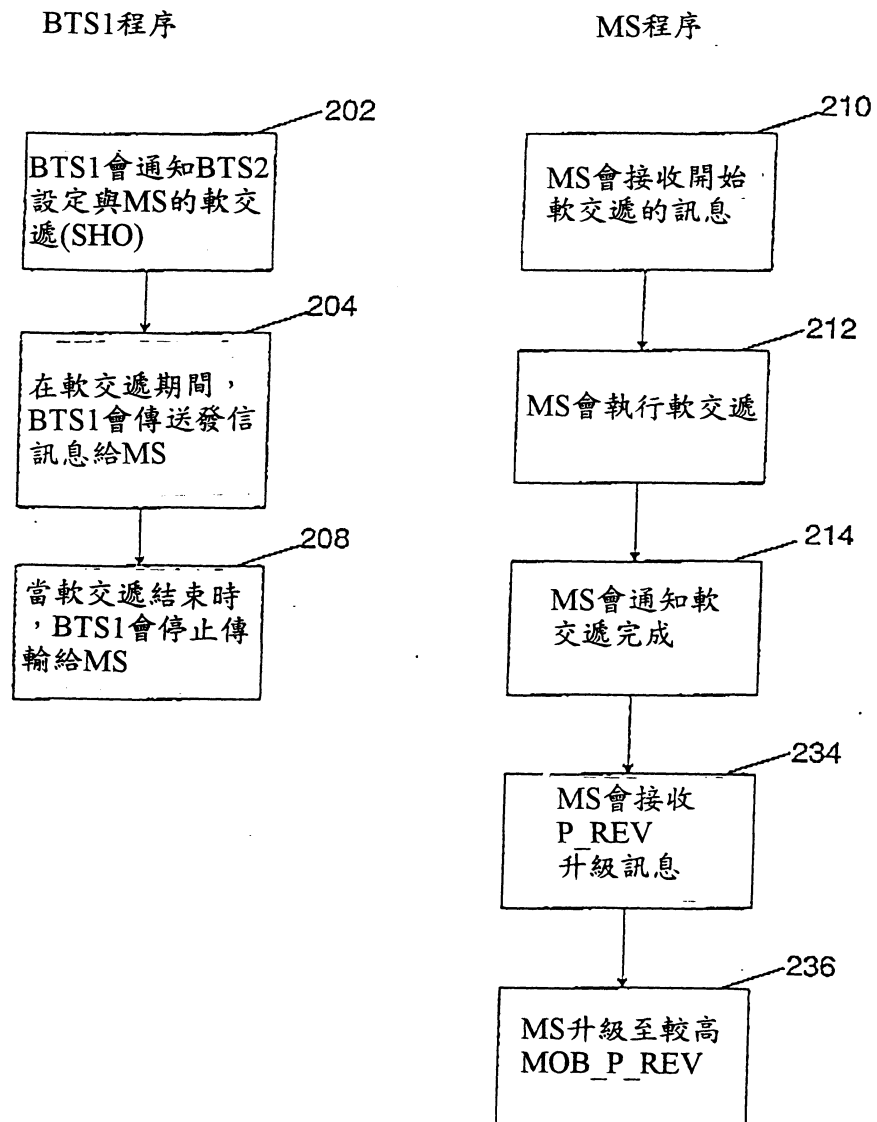 BTS1程序
202
BTS1會通知BTS2
設定與MS的軟交
遞(SHO)
204
在軟交遞期間，
BTS1會傳送發信
訊息給MS
208
當軟交遞結束時
，BTS1會停止傳
輸給MS
MS程序
210
MS會接收開始
軟交遞的訊息
212
MS會執行軟交遞
214
MS會通知軟
交遞完成
234
MS會接收
P_REV
升級訊息
236
MS升級至較高
MOB_P_REV